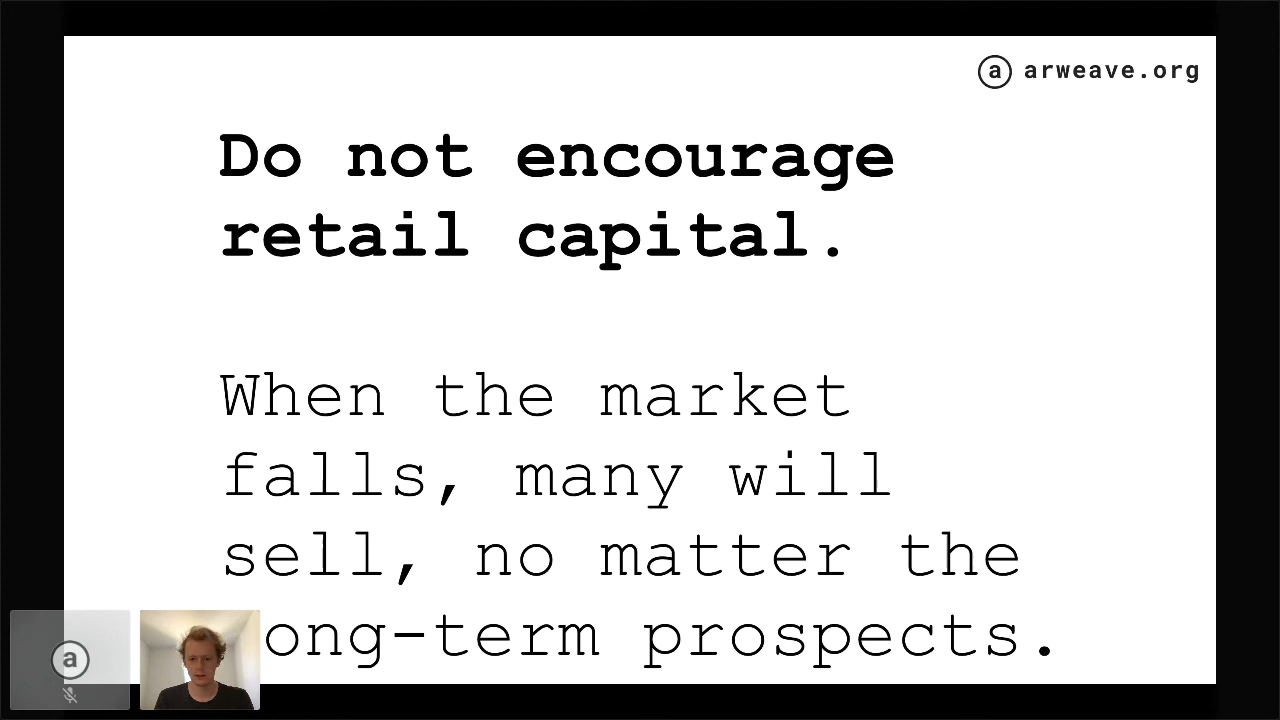 a arweave.org
Do not encourage
retail capital.
When the market
falls, many will
sell, no matter the
ong-term prospects.
a